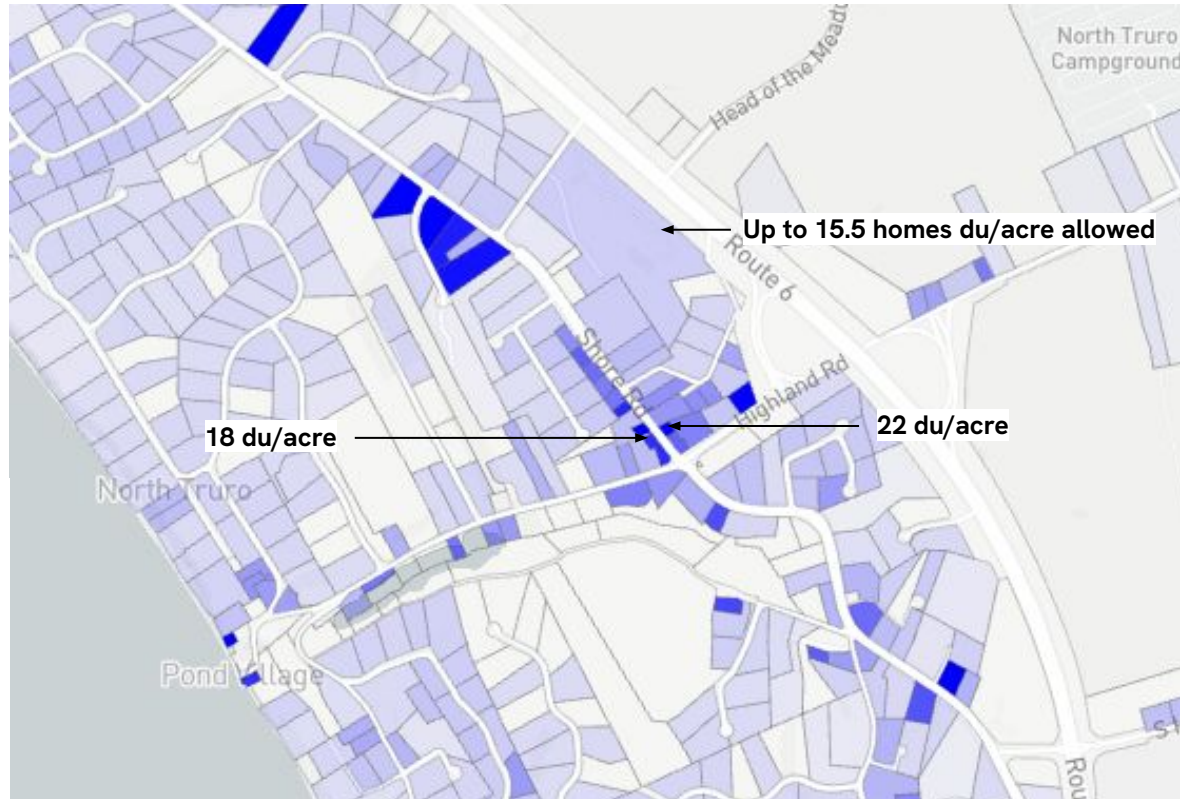 North Truro
Campground
Head of the Meadow
Up to 15.5 homes du/acre allowed
Route 6
Shore Rd
Highland Rd
18 du/acre
22 du/acre
North Truro
Pond Village
S H
Rou